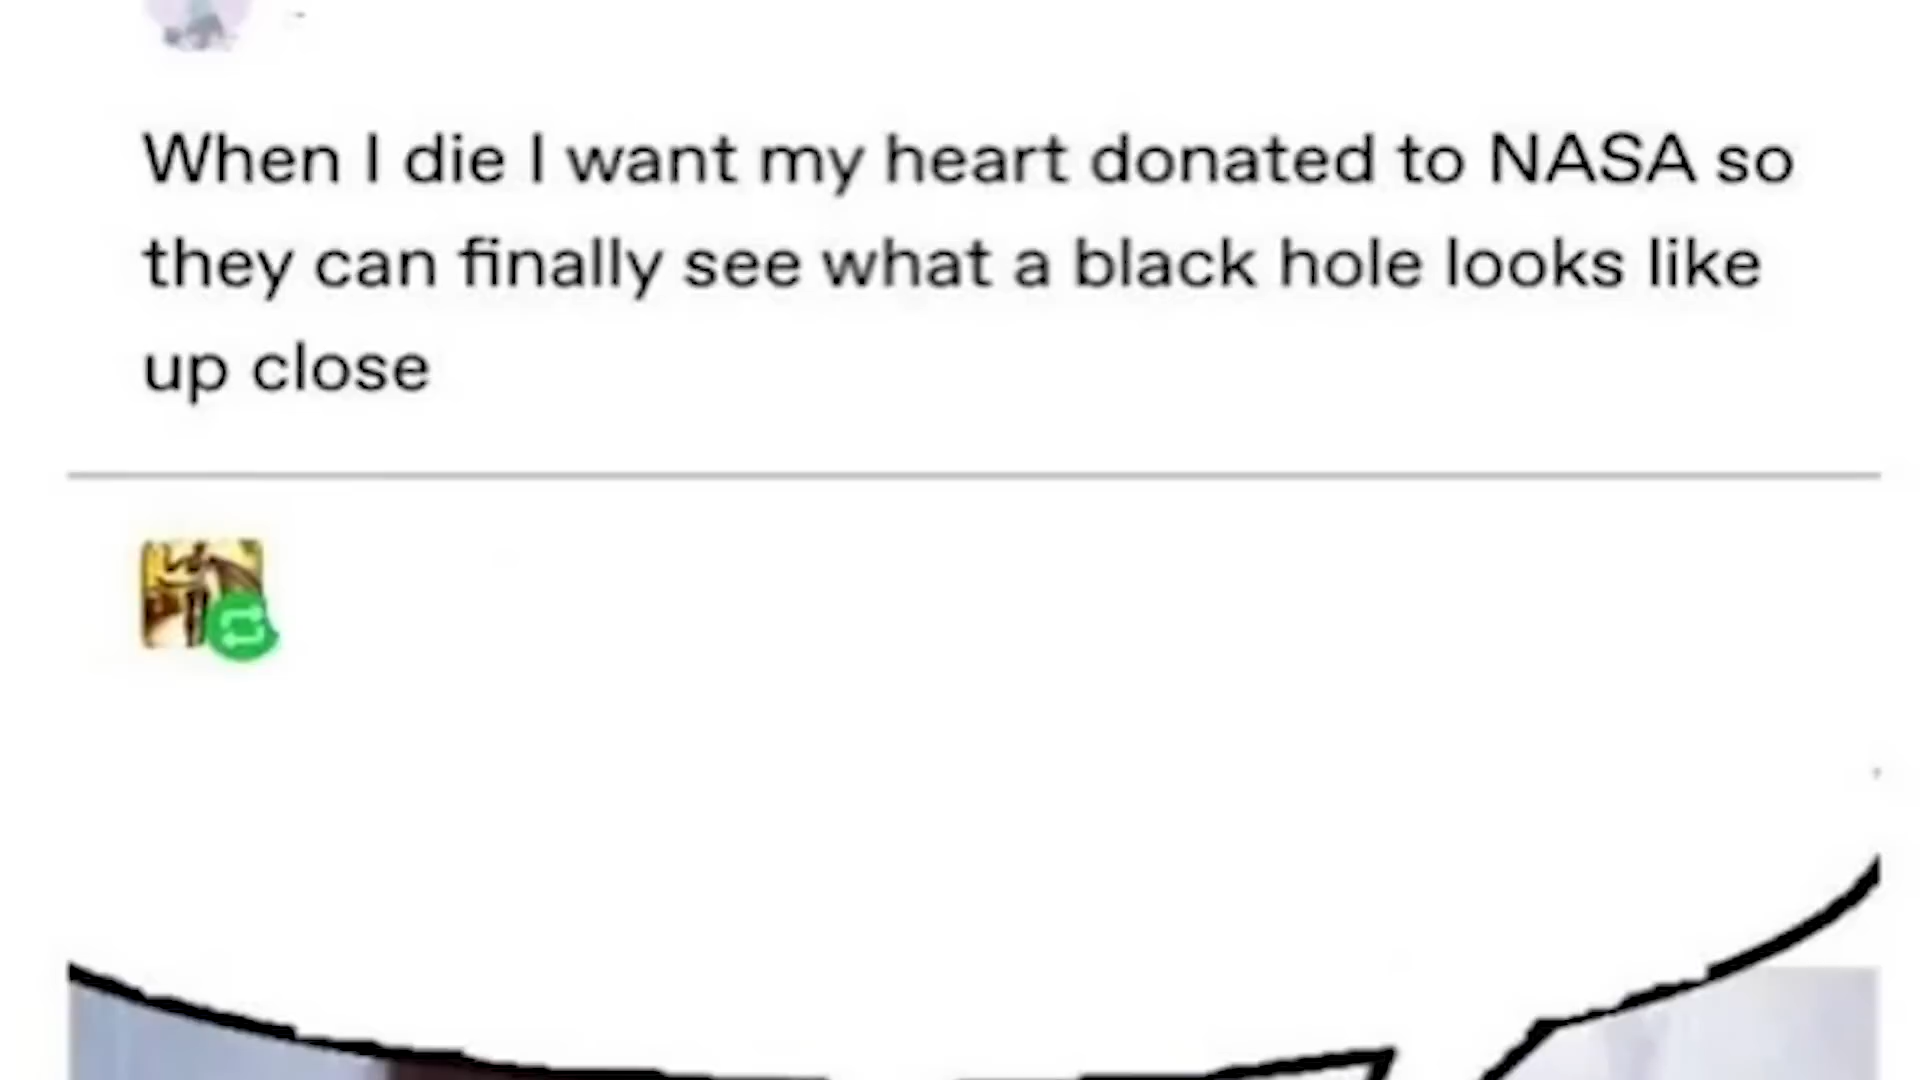 When I die I want my heart donated to NASA so
they can finally see what a black hole looks like
up close